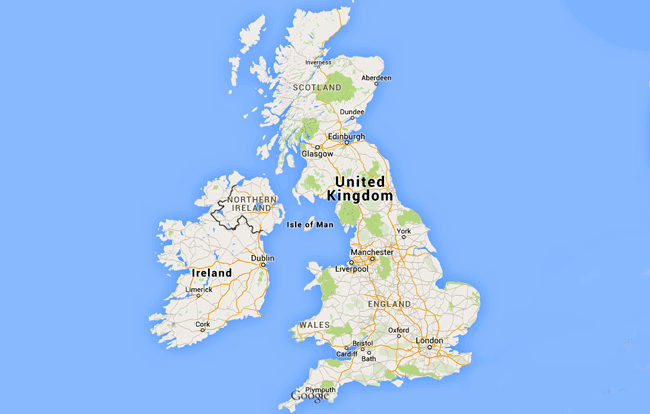 Inverness
Aberdeen
SCOTLAND
Dundee
Edinburgh
Glasgow
United
Kingdom
NORTHERN
IRELAND
Isle of Man
York
Dublin
Manchester
Ireland
Liverpool
Limerick
ENGLAND
Cork
WALES
Oxford
London
Bristol
Cardiff
Bath
Plymouth
Google